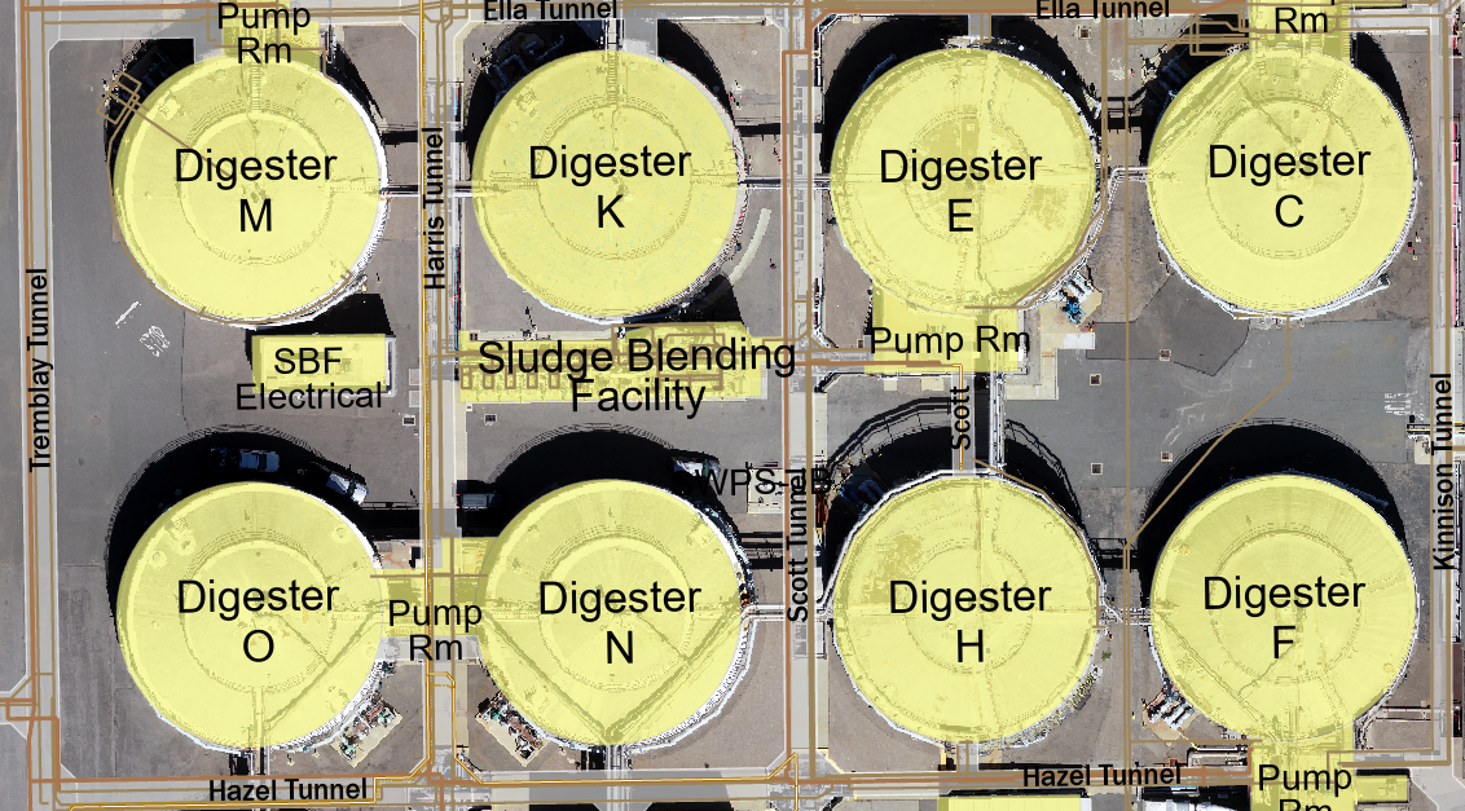 Pump
Rm
Ella Tunnel
Ella Tunnel
Rm
Digester
M
Digester
K
Digester
E
Digester
C
Harris Tunnel
Tremblay Tunnel
SBF
Electrical
Sludge Blending
Facility
Pump Rm
Scott
Kinnison Tunnel
Scott Tunnel
Digester
O
Pump
Rm
Digester
N
Digester
H
Digester
F
Hazel Tunnel
Hazel Tunnel
Pump
Rm